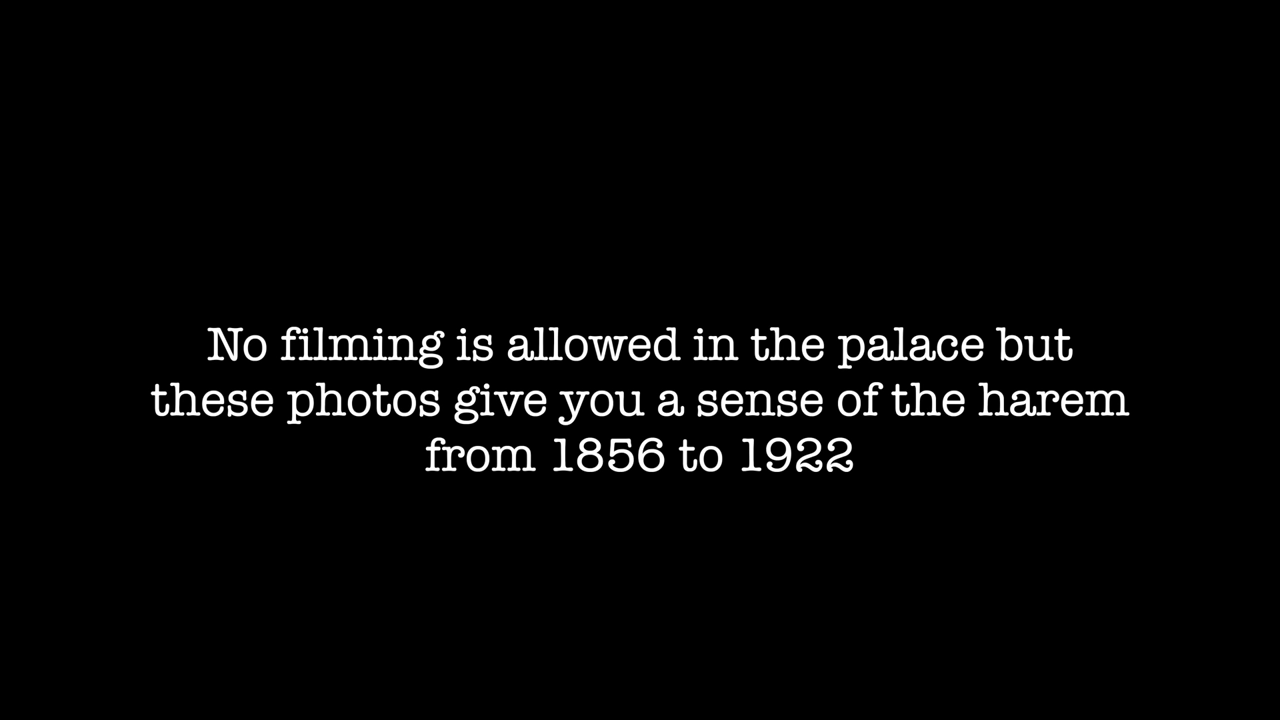 No filming is allowed in the palace but
these photos give you a sense of the harem
from 1856 to 1922